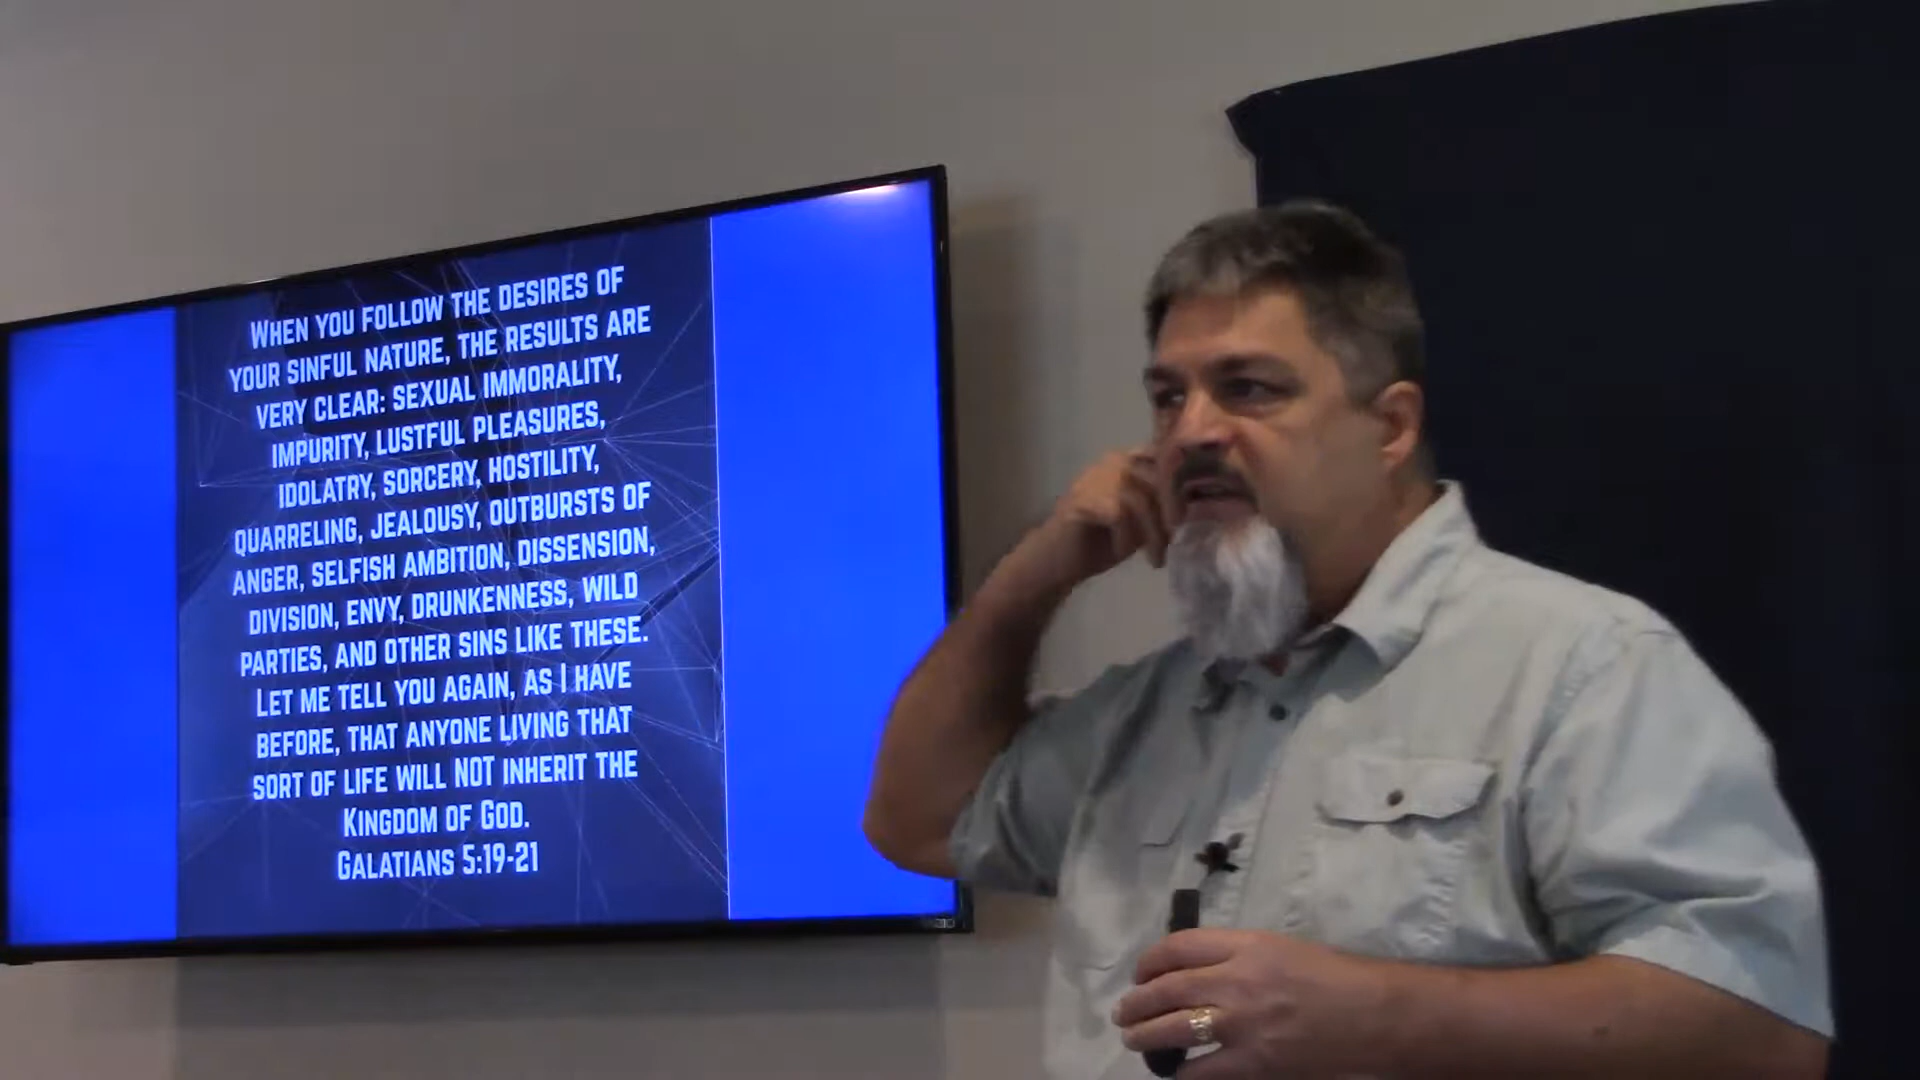 When you follow the desires of
your sinful nature, the results are
very clear: sexual immorality,
impurity, lustful pleasures,
idolatry, sorcery, hostility,
quarreling, jealousy, outbursts of
anger, selfish ambition, dissension,
division, envy, drunkenness, wild
parties, and other sins like these.
Let me tell you again, as I have
before, that anyone living that
sort of life will NOT inherit the
Kingdom of God.
Galatians 5:19-21